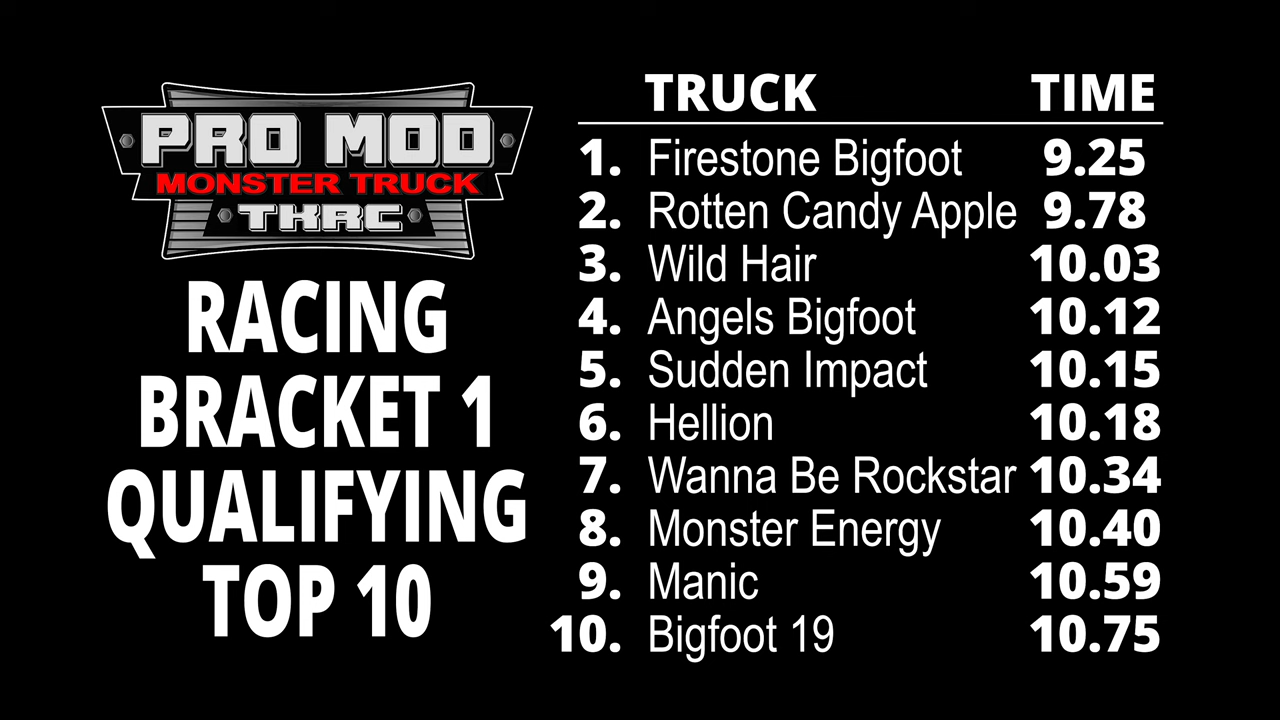 PRO MOD
MONSTER TRUCK
TKRC
RACING
BRACKET 1
QUALIFYING
TOP 10
TRUCK TIME
1. Firestone Bigfoot 9.25
2. Rotten Candy Apple 9.78
3. Wild Hair 10.03
4. Angels Bigfoot 10.12
5. Sudden Impact 10.15
6. Hellion 10.18
7. Wanna Be Rockstar 10.34
8. Monster Energy 10.40
9. Manic 10.59
10. Bigfoot 19 10.75